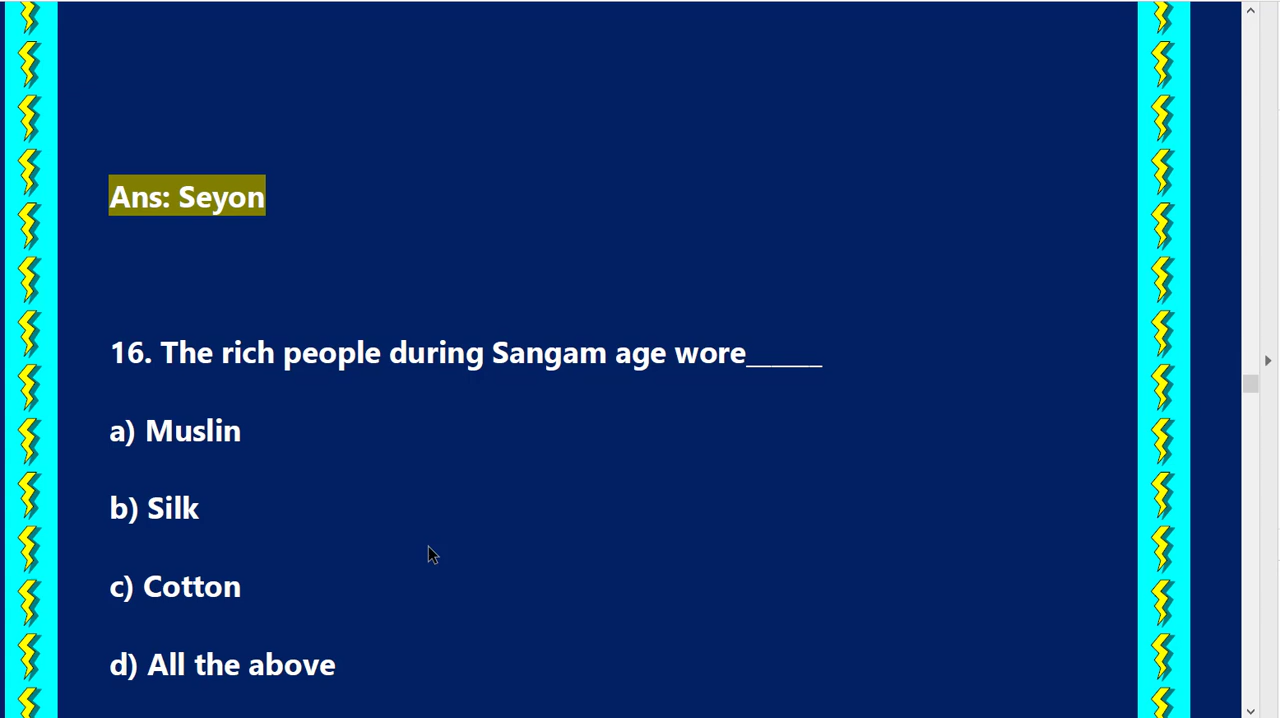 Ans: Seyon
16. The rich people during Sangam age wore______
a) Muslin
b) Silk
c) Cotton
d) All the above